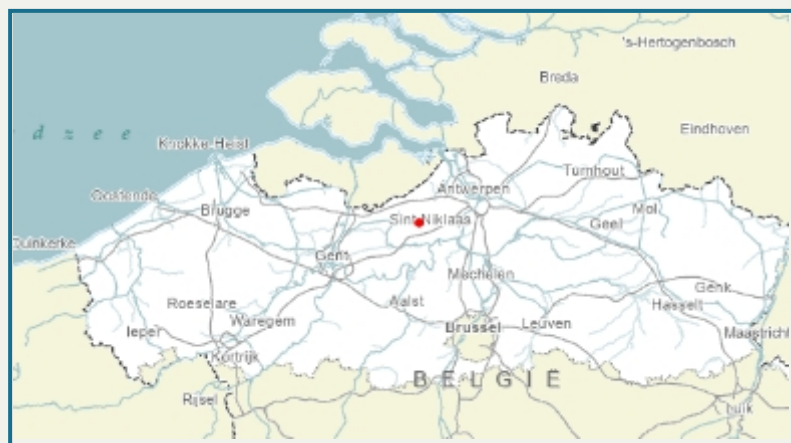 's-Hertogenbosch
Breda
Eindhoven
d z e e
Knokke-Heist
Turnhout
Antwerpen
Oostende
Brugge
Mol
Sint-Niklaas
Geel
Duinkerke
Gent
Mechelen
Genk
Roeselare
Aalst
Hasselt
Ieper
Waregem
Brussel
Leuven
Maastricht
Kortrijk
BELGIË
Rijsel
Luik